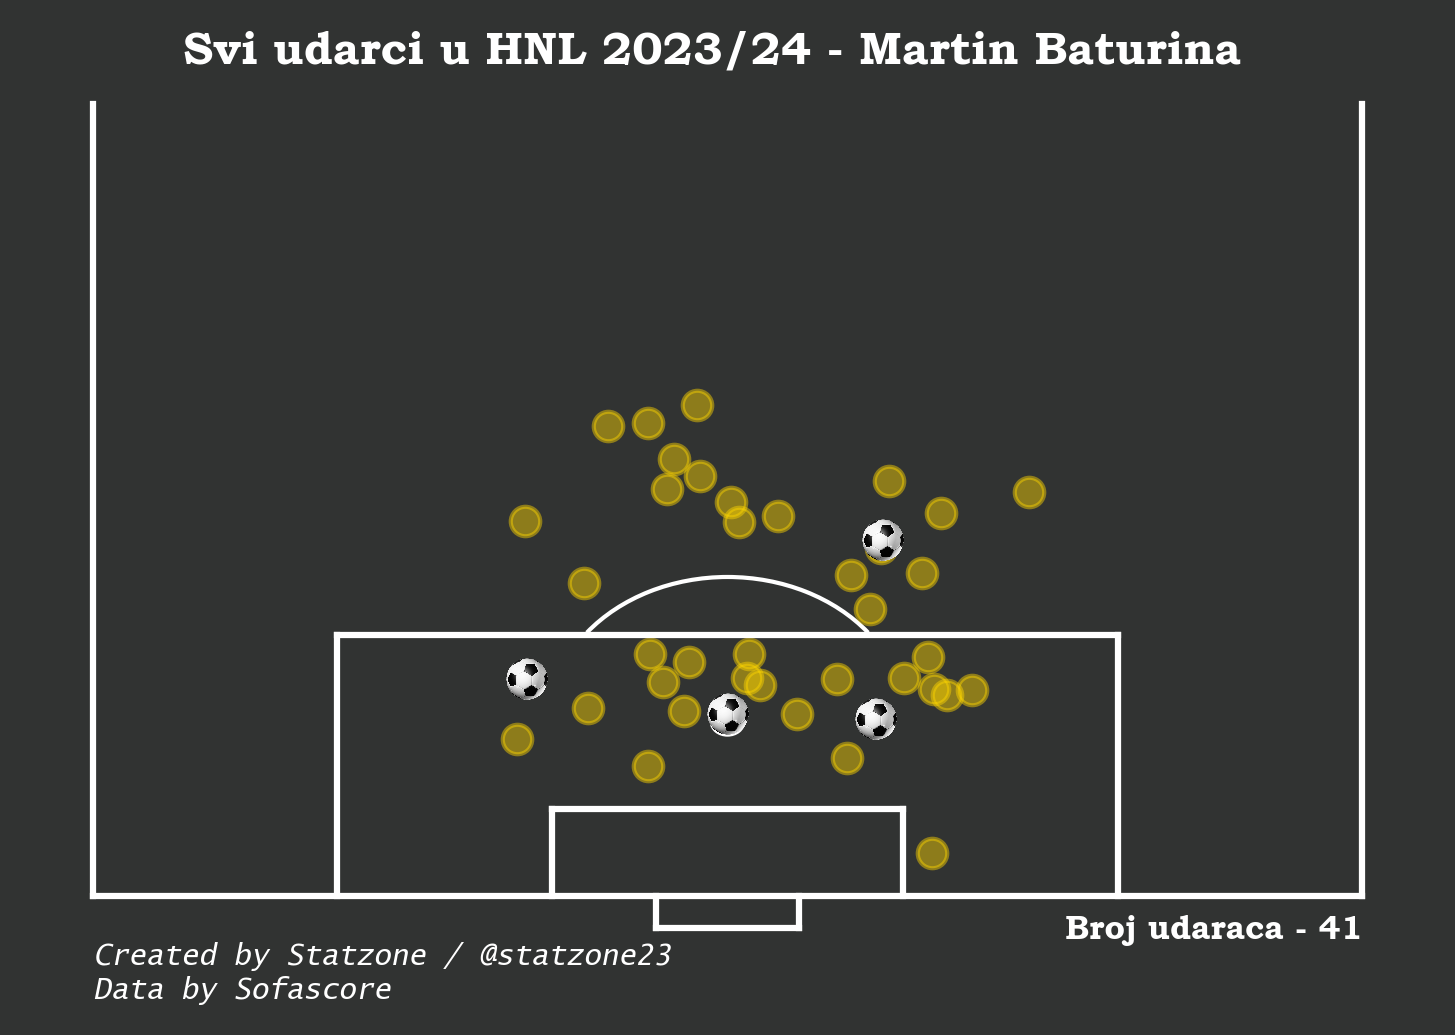 Svi udarci u HNL 2023/24 - Martin Baturina
Broj udaraca - 41
Created by Statzone / @statzone23
Data by Sofascore